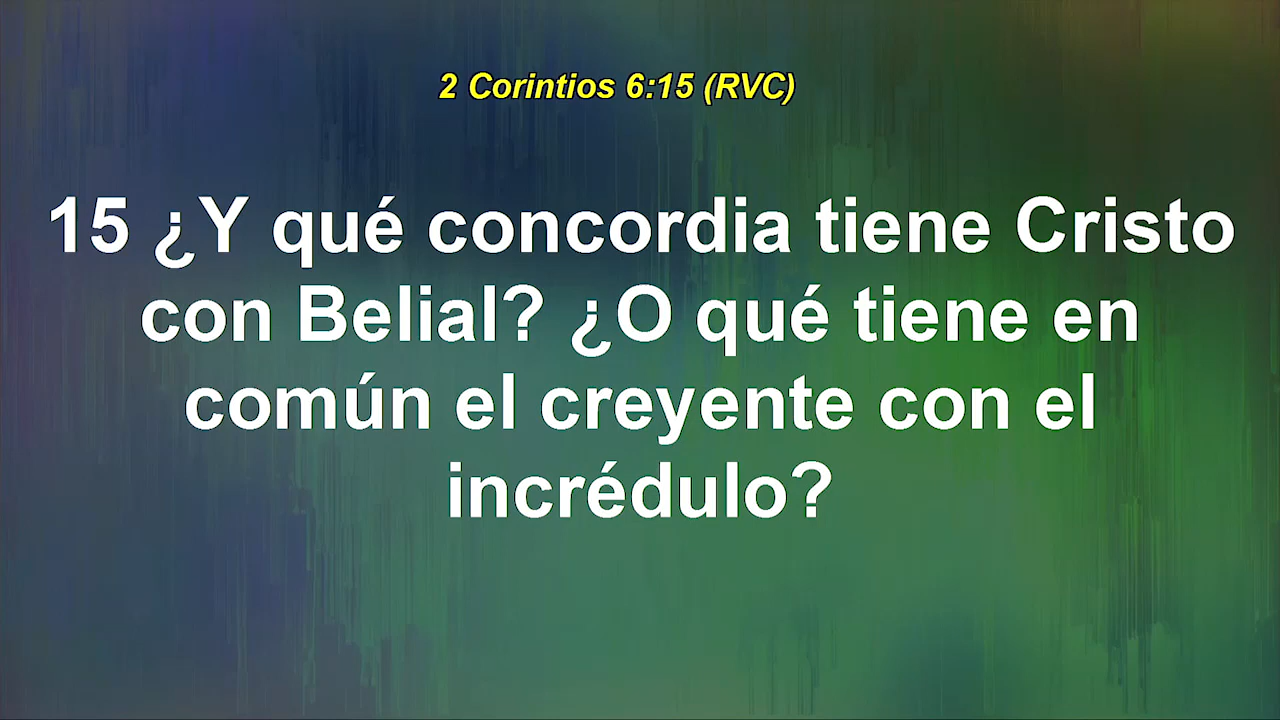 2 Corintios 6:15 (RVC)
15 ¿Y qué concordia tiene Cristo
con Belial? ¿O qué tiene en
común el creyente con el
incrédulo?